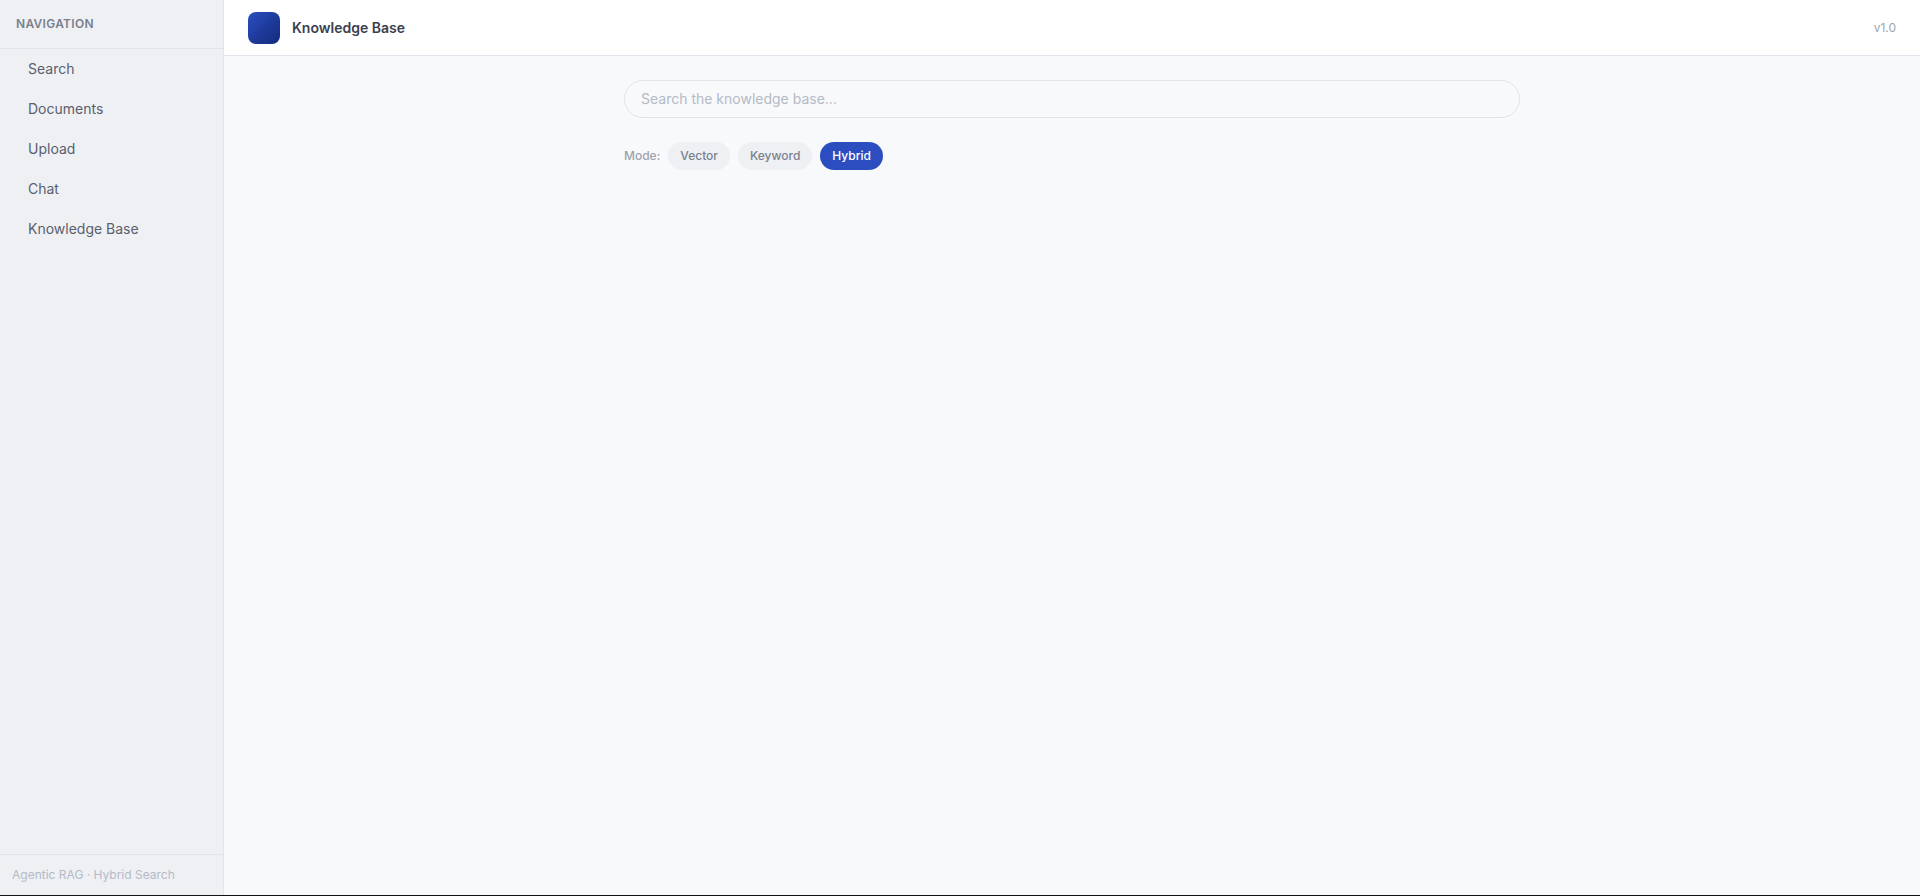 NAVIGATION
Search
Documents
Upload
Chat
Knowledge Base
Agentic RAG · Hybrid Search
Knowledge Base
v1.0
Search the knowledge base...
Mode: Vector Keyword Hybrid